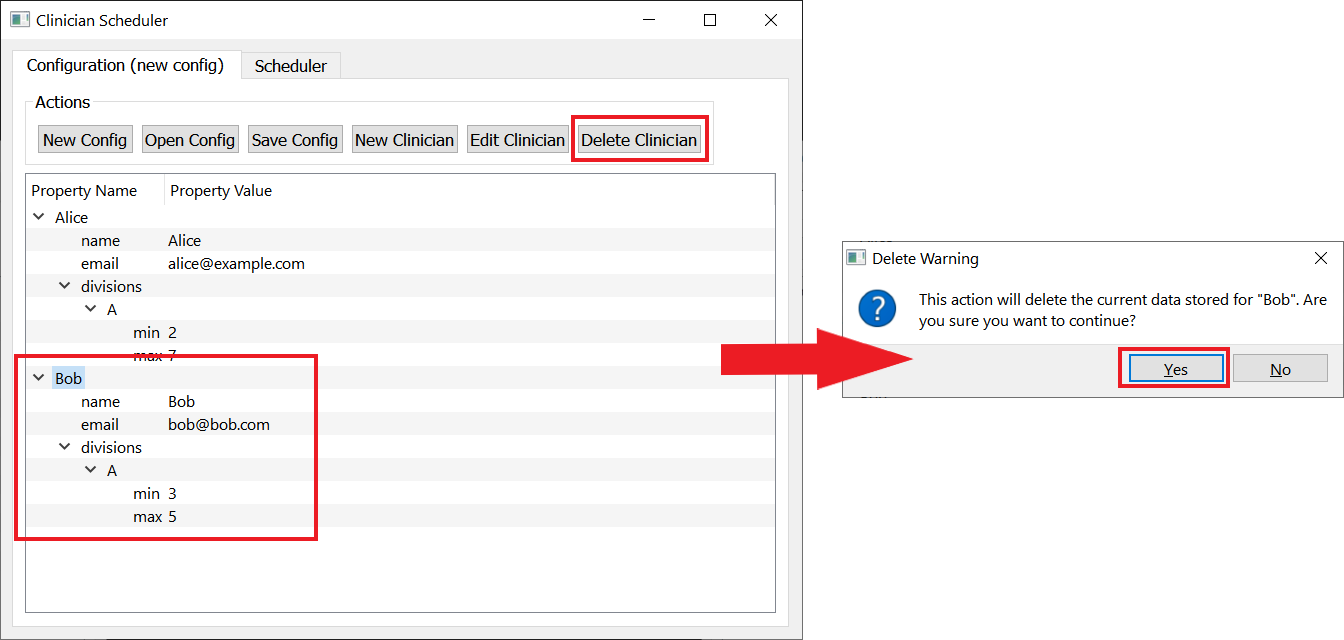 Clinician Scheduler
Configuration (new config) Scheduler
Actions
New Config Open Config Save Config New Clinician Edit Clinician Delete Clinician
Property Name Property Value
Alice
name Alice
email alice@example.com
divisions
A
min 2
max 7
Bob
name Bob
email bob@bob.com
divisions
A
min 3
max 5
Delete Warning
This action will delete the current data stored for "Bob". Are
you sure you want to continue?
Yes No